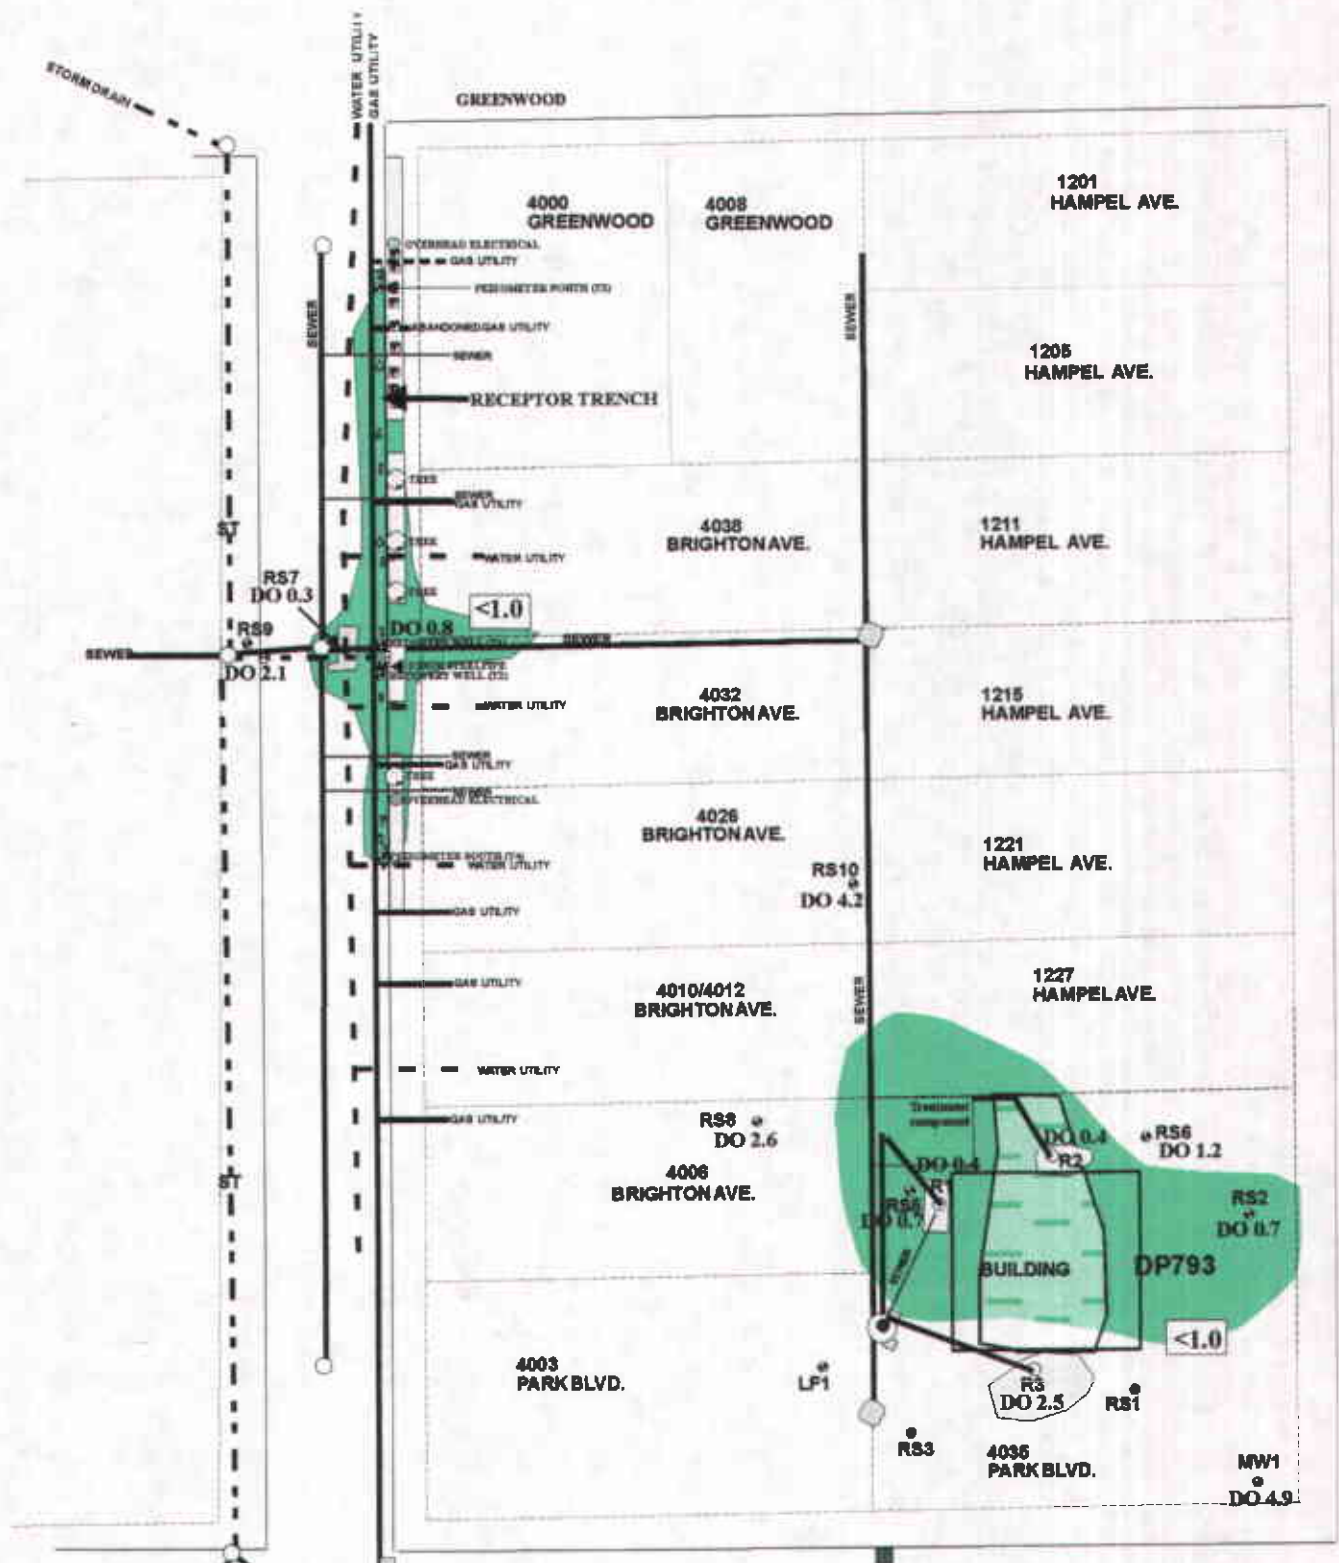 WATER UTILITY
GAS UTILITY
STORMDRAIN
GREENWOOD
4000
GREENWOOD
4008
GREENWOOD
1201
HAMPEL AVE.
OVERHEAD ELECTRICAL
GAS UTILITY
SEWER
SEWER
ABANDONED GAS UTILITY
SEWER
1205
HAMPEL AVE.
RECEPTOR TRENCH
TREE
SEWER
GAS UTILITY
ST
4038
BRIGHTON AVE.
1211
HAMPEL AVE.
TREE
WATER UTILITY
RS7
DO 0.3
TREE
<1.0
DO 0.8
RS9
SEWER
DO 2.1
SEWER
RECOVERY WELL
4032
BRIGHTON AVE.
1215
HAMPEL AVE.
WATER UTILITY
SEWER
GAS UTILITY
TREE
OVERHEAD ELECTRICAL
4026
BRIGHTON AVE.
1221
HAMPEL AVE.
WATER UTILITY
RS10
DO 4.2
GAS UTILITY
GAS UTILITY
4010/4012
BRIGHTON AVE.
SEWER
1227
HAMPEL AVE.
WATER UTILITY
GAS UTILITY
RS8
DO 2.6
Treatment
compound
DO 0.4
R2
RS6
DO 1.2
4006
BRIGHTON AVE.
DO 0.4
DO 0.7
RS2
DO 0.7
ST
SEWER
BUILDING
DP793
<1.0
4003
PARK BLVD.
LF1
R3
DO 2.5
RS1
RS3
4035
PARK BLVD.
MW1
DO 4.9